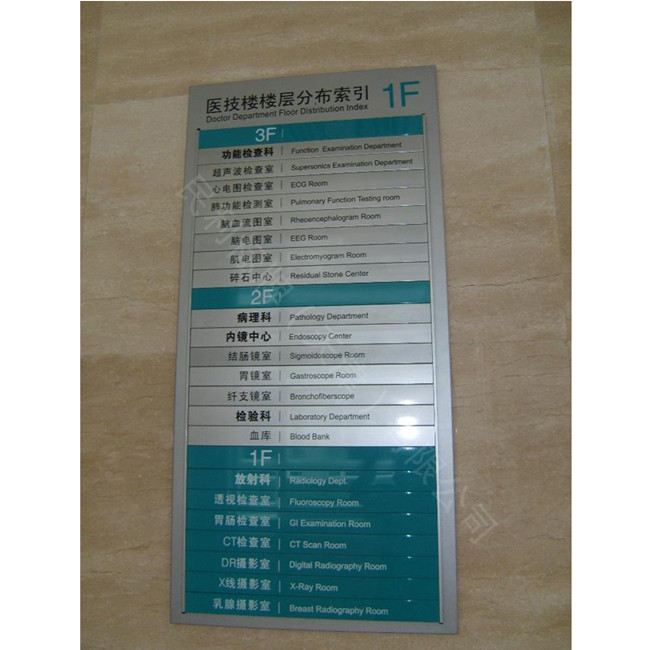 医技楼楼层分布索引 1F
Doctor Department Floor Distribution Index
3F
功能检查科 Function Examination Department
超声波检查室 Supersonics Examination Department
心电图检查室 ECG Room
肺功能检测室 Pulmonary Function Testing room
脑血流图室 Rheoencephalogram Room
脑电图室 EEG Room
肌电图室 Electromyogram Room
碎石中心 Residual Stone Center
2F
病理科 Pathology Department
内镜中心 Endoscopy Center
结肠镜室 Sigmoidoscope Room
胃镜室 Gastroscope Room
纤支镜室 Bronchofiberscope
检验科 Laboratory Department
血库 Blood Bank
1F
放射科 Radiology Dept.
透视检查室 Fluoroscopy Room
胃肠检查室 GI Examination Room
CT检查室 CT Scan Room
DR摄影室 Digital Radiography Room
X线摄影室 X-Ray Room
乳腺摄影室 Breast Radiography Room